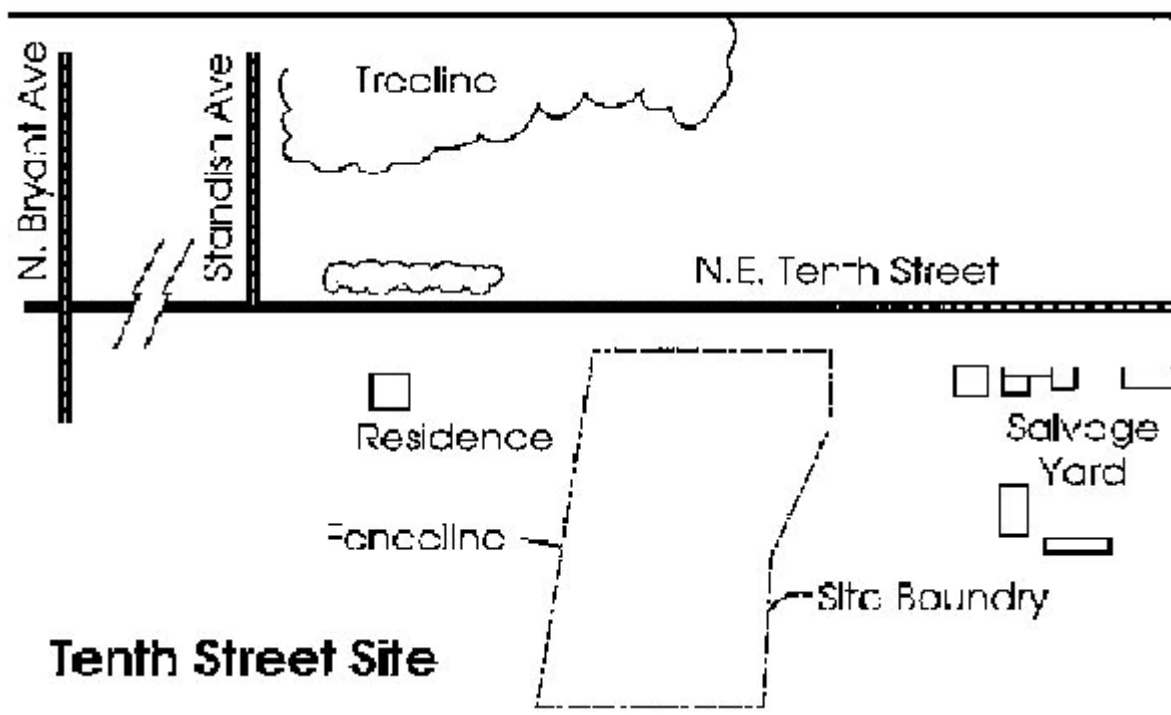 N. Bryant Ave
Standish Ave
Treeline
N.E. Tenth Street
Residence
Salvage
Yard
Fenceline
Site Boundry
Tenth Street Site